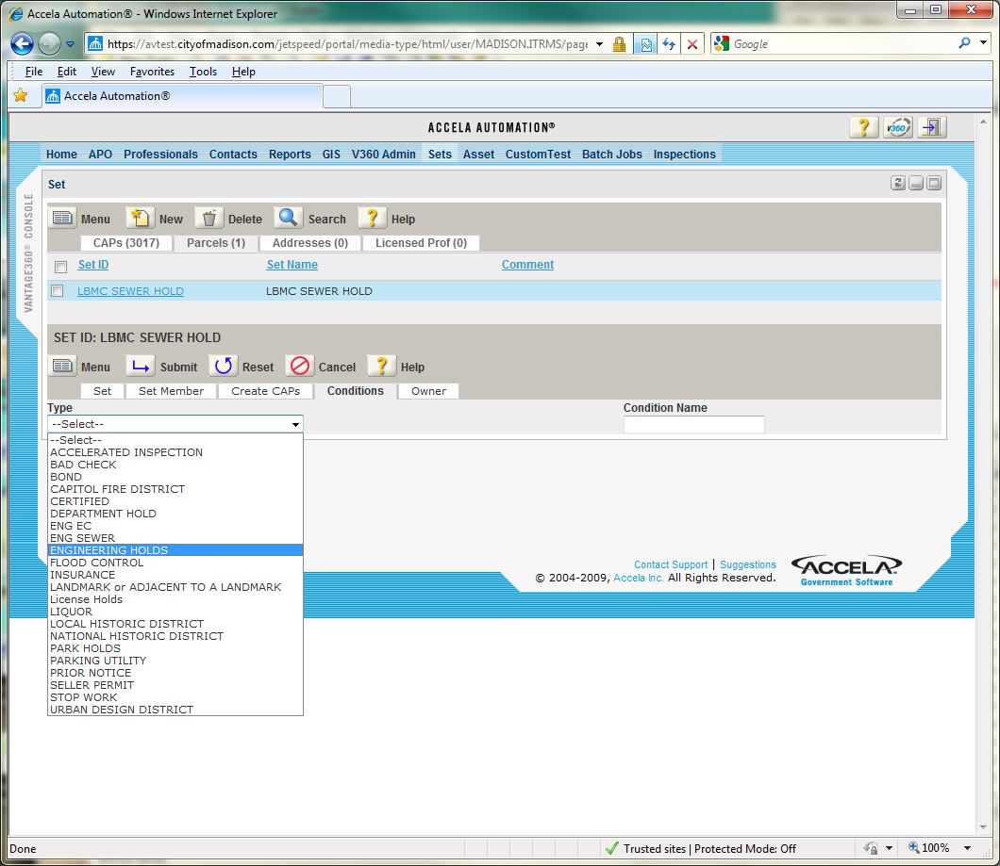 Accela Automation® - Windows Internet Explorer
https://avtest.cityofmadison.com/jetspeed/portal/media-type/html/user/MADISON.ITRMS/page
Google
File Edit View Favorites Tools Help
Accela Automation®
ACCELA AUTOMATION®
? V360
Home APO Professionals Contacts Reports GIS V360 Admin Sets Asset CustomTest Batch Jobs Inspections
VANTAGE360® CONSOLE
Set
Menu New Delete Search ? Help
CAPs (3017) Parcels (1) Addresses (0) Licensed Prof (0)
Set ID Set Name Comment
LBMC SEWER HOLD LBMC SEWER HOLD
SET ID: LBMC SEWER HOLD
Menu Submit Reset Cancel ? Help
Set Set Member Create CAPs Conditions Owner
Type Condition Name
--Select--
--Select--
ACCELERATED INSPECTION
BAD CHECK
BOND
CAPITOL FIRE DISTRICT
CERTIFIED
DEPARTMENT HOLD
ENG EC
ENG SEWER
ENGINEERING HOLDS
FLOOD CONTROL
INSURANCE
LANDMARK or ADJACENT TO A LANDMARK
License Holds
LIQUOR
LOCAL HISTORIC DISTRICT
NATIONAL HISTORIC DISTRICT
PARK HOLDS
PARKING UTILITY
PRIOR NOTICE
SELLER PERMIT
STOP WORK
URBAN DESIGN DISTRICT
Contact Support | Suggestions
© 2004-2009, Accela Inc. All Rights Reserved.
ACCELA
Government Software
Done Trusted sites | Protected Mode: Off 100%